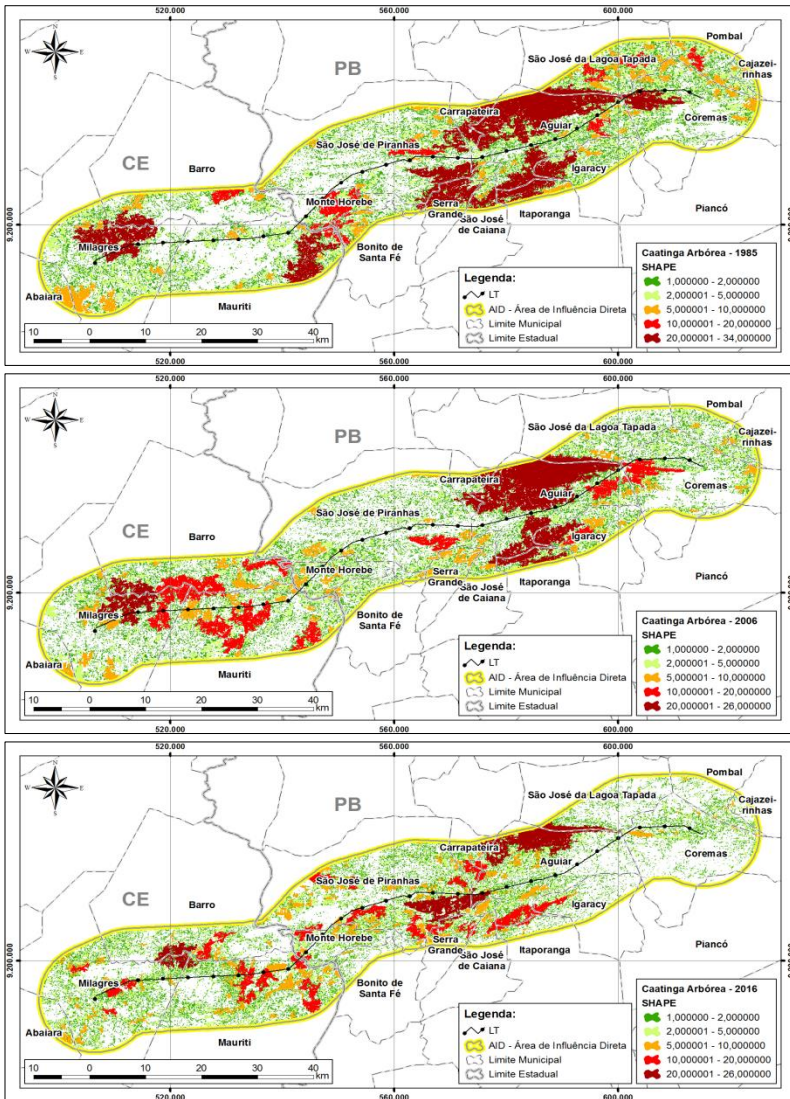 520.000
560.000
600.000
N
W
E
S
Pombal
PB
São José da Lagoa Tapada
Cajazei-
rinhas
Carrapateira
Coremas
Aguiar
São José de Piranhas
CE
Barro
Igaracy
Monte Horebe
Serra
Grande
São José
de Caiana
Itaporanga
Piancó
9.200.000
9.200.000
Milagres
Bonito de
Santa Fé
Abaiara
Mauriti
Legenda:
LT
AID - Área de Influência Direta
Limite Municipal
Limite Estadual
Caatinga Arbórea - 1985
SHAPE
1,000000 - 2,000000
2,000001 - 5,000000
5,000001 - 10,000000
10,000001 - 20,000000
20,000001 - 34,000000
10 0 10 20 30 40
km
520.000
560.000
600.000
520.000
560.000
600.000
N
W
E
S
Pombal
PB
São José da Lagoa Tapada
Cajazei-
rinhas
Carrapateira
Coremas
Aguiar
São José de Piranhas
CE
Barro
Igaracy
Monte Horebe
Serra
Grande
São José
de Caiana
Itaporanga
Piancó
9.200.000
9.200.000
Milagres
Bonito de
Santa Fé
Abaiara
Mauriti
Legenda:
LT
AID - Área de Influência Direta
Limite Municipal
Limite Estadual
Caatinga Arbórea - 2006
SHAPE
1,000000 - 2,000000
2,000001 - 5,000000
5,000001 - 10,000000
10,000001 - 20,000000
20,000001 - 26,000000
10 0 10 20 30 40
km
520.000
560.000
600.000
520.000
560.000
600.000
N
W
E
S
Pombal
PB
São José da Lagoa Tapada
Cajazei-
rinhas
Carrapateira
Coremas
Aguiar
São José de Piranhas
CE
Barro
Igaracy
Monte Horebe
Serra
Grande
São José
de Caiana
Itaporanga
Piancó
9.200.000
9.200.000
Milagres
Bonito de
Santa Fé
Abaiara
Mauriti
Legenda:
LT
AID - Área de Influência Direta
Limite Municipal
Limite Estadual
Caatinga Arbórea - 2016
SHAPE
1,000000 - 2,000000
2,000001 - 5,000000
5,000001 - 10,000000
10,000001 - 20,000000
20,000001 - 26,000000
10 0 10 20 30 40
km
520.000
560.000
600.000